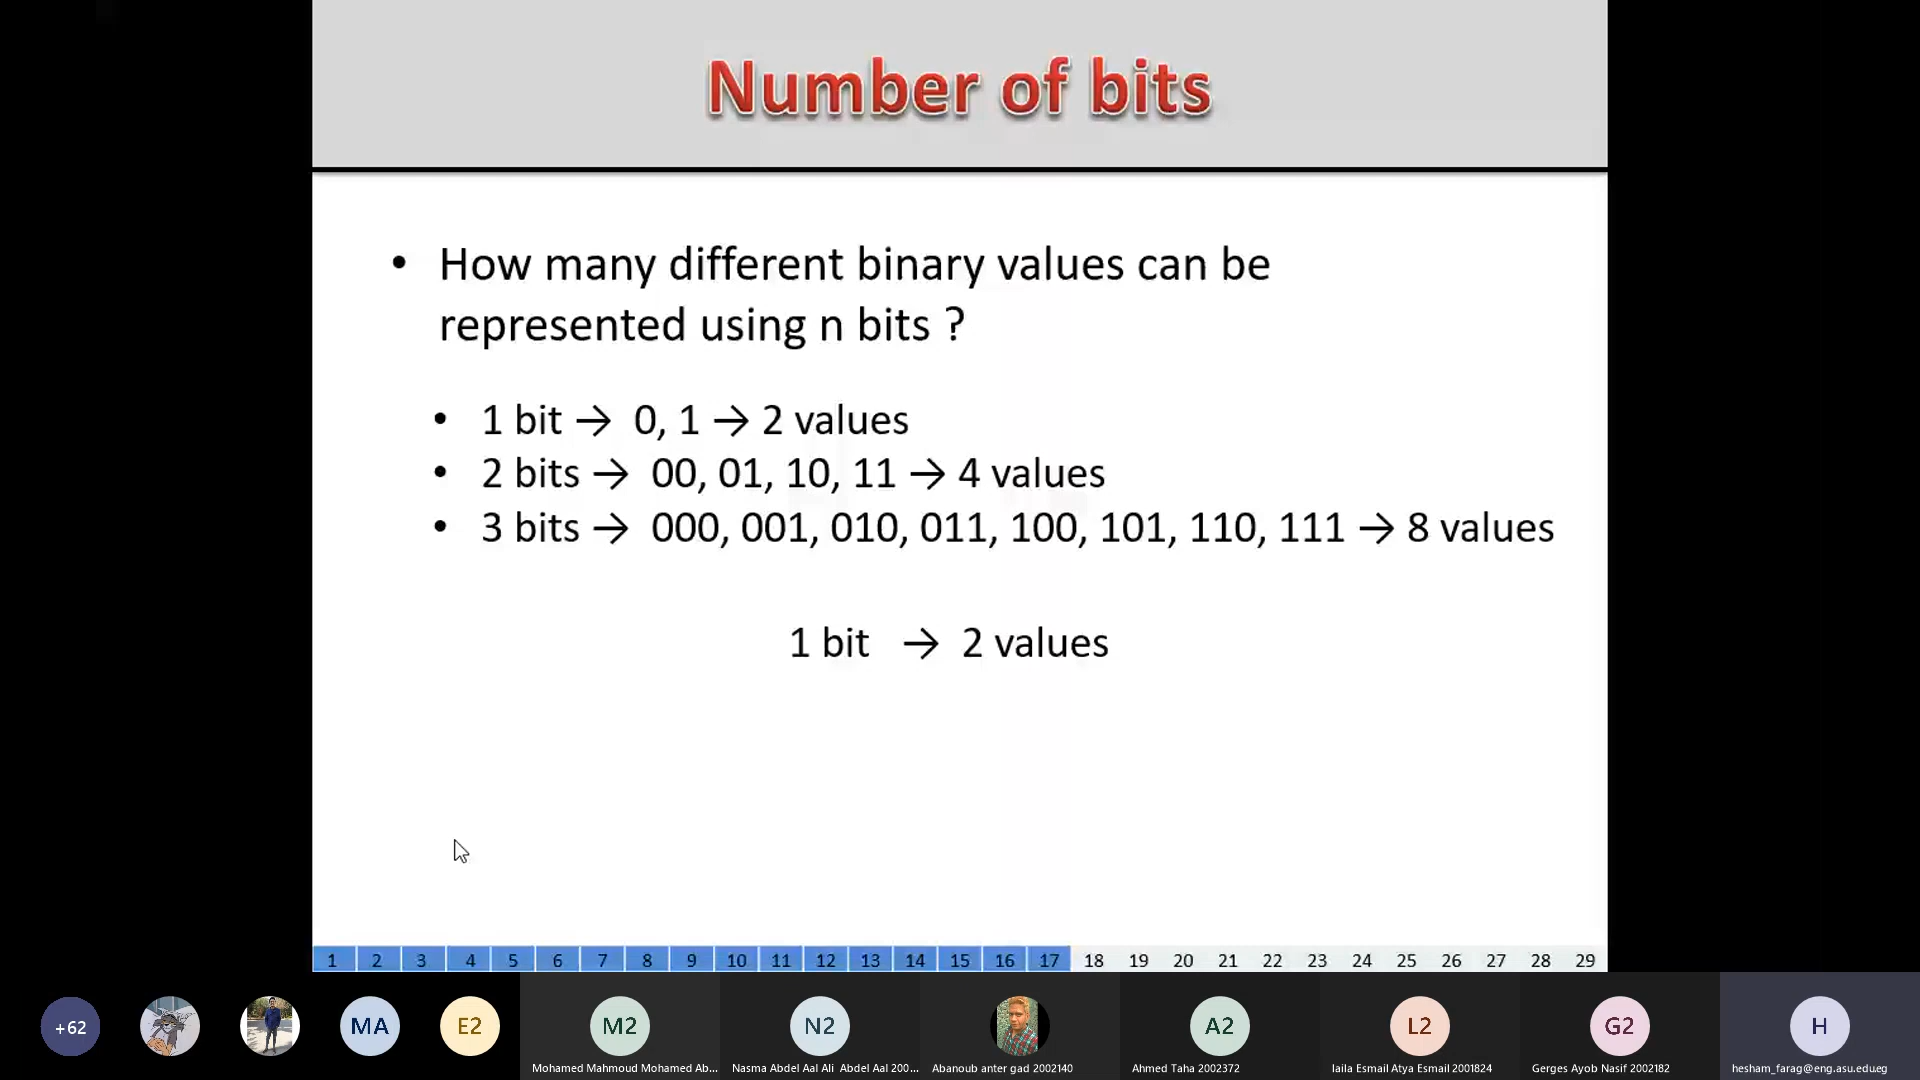 Number of bits
• How many different binary values can be
represented using n bits ?
• 1 bit → 0, 1 → 2 values
• 2 bits → 00, 01, 10, 11 → 4 values
• 3 bits → 000, 001, 010, 011, 100, 101, 110, 111 → 8 values
1 bit → 2 values
1 2 3 4 5 6 7 8 9 10 11 12 13 14 15 16 17 18 19 20 21 22 23 24 25 26 27 28 29
+62 MA E2 M2 N2 A2 L2 G2 H
Mohamed Mahmoud Mohamed Ab... Nasma Abdel Aal Ali Abdel Aal 200... Abanoub anter gad 2002140 Ahmed Taha 2002372 laila Esmail Atya Esmail 2001824 Gerges Ayob Nasif 2002182 hesham_farag@eng.asu.edu.eg